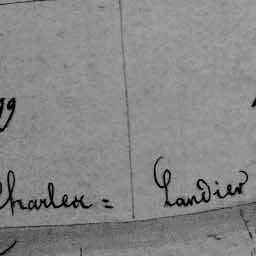 Charles = Landier